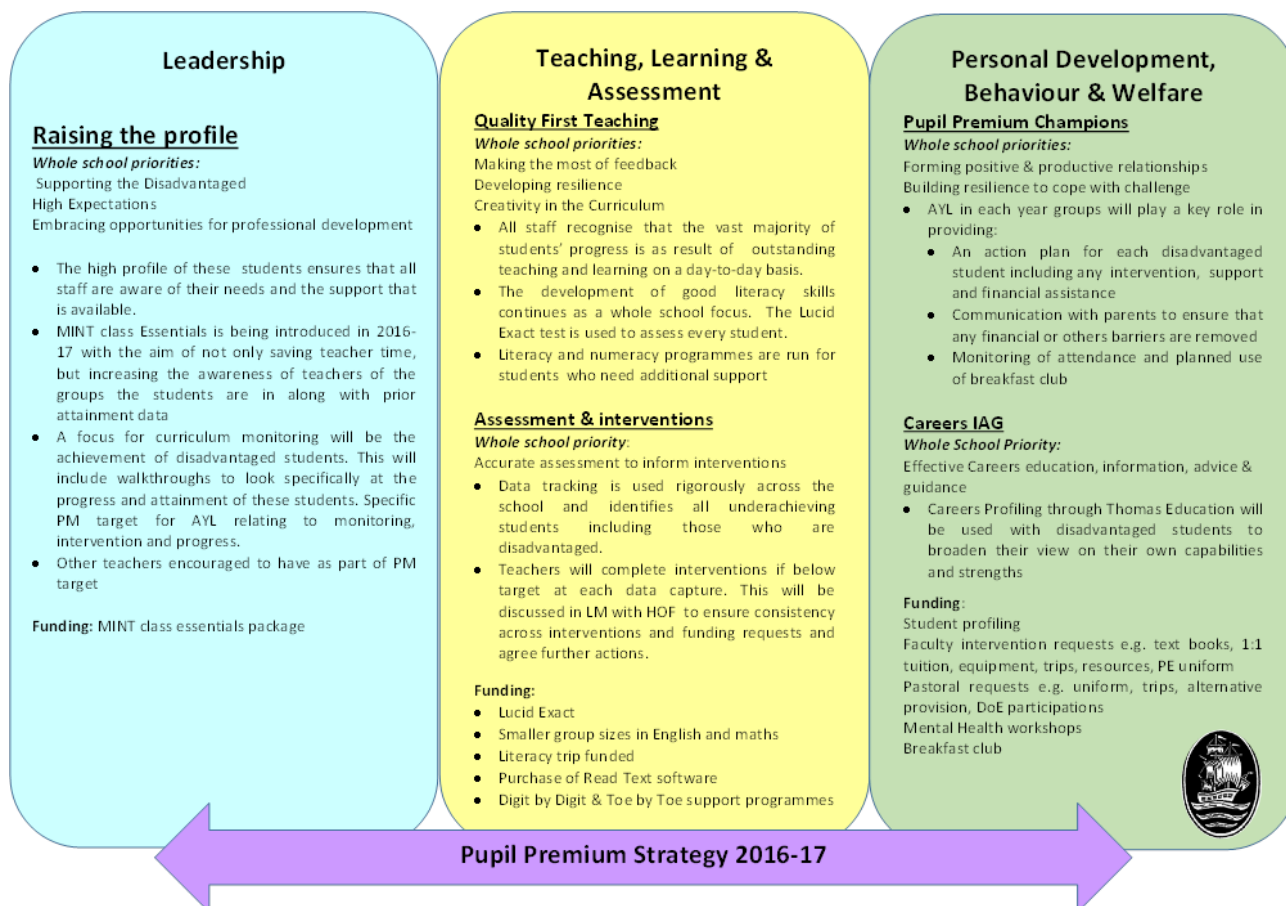 Leadership
Raising the profile
Whole school priorities:
Supporting the Disadvantaged
High Expectations
Embracing opportunities for professional development
● The high profile of these students ensures that all
staff are aware of their needs and the support that
is available.
● MINT class Essentials is being introduced in 2016-
17 with the aim of not only saving teacher time,
but increasing the awareness of teachers of the
groups the students are in along with prior
attainment data
● A focus for curriculum monitoring will be the
achievement of disadvantaged students. This will
include walkthroughs to look specifically at the
progress and attainment of these students. Specific
PM target for AYL relating to monitoring,
intervention and progress.
● Other teachers encouraged to have as part of PM
target
Funding: MINT class essentials package
Teaching, Learning &
Assessment
Quality First Teaching
Whole school priorities:
Making the most of feedback
Developing resilience
Creativity in the Curriculum
● All staff recognise that the vast majority of
students' progress is as result of outstanding
teaching and learning on a day-to-day basis.
● The development of good literacy skills
continues as a whole school focus. The Lucid
Exact test is used to assess every student.
● Literacy and numeracy programmes are run for
students who need additional support
Assessment & interventions
Whole school priority:
Accurate assessment to inform interventions
● Data tracking is used rigorously across the
school and identifies all underachieving
students including those who are
disadvantaged.
● Teachers will complete interventions if below
target at each data capture. This will be
discussed in LM with HOF to ensure consistency
across interventions and funding requests and
agree further actions.
Funding:
● Lucid Exact
● Smaller group sizes in English and maths
● Literacy trip funded
● Purchase of Read Text software
● Digit by Digit & Toe by Toe support programmes
Personal Development,
Behaviour & Welfare
Pupil Premium Champions
Whole school priorities:
Forming positive & productive relationships
Building resilience to cope with challenge
● AYL in each year groups will play a key role in
providing:
● An action plan for each disadvantaged
student including any intervention, support
and financial assistance
● Communication with parents to ensure that
any financial or others barriers are removed
● Monitoring of attendance and planned use
of breakfast club
Careers IAG
Whole School Priority:
Effective Careers education, information, advice &
guidance
● Careers Profiling through Thomas Education will
be used with disadvantaged students to
broaden their view on their own capabilities
and strengths
Funding:
Student profiling
Faculty intervention requests e.g. text books, 1:1
tuition, equipment, trips, resources, PE uniform
Pastoral requests e.g. uniform, trips, alternative
provision, DoE participations
Mental Health workshops
Breakfast club
Pupil Premium Strategy 2016-17